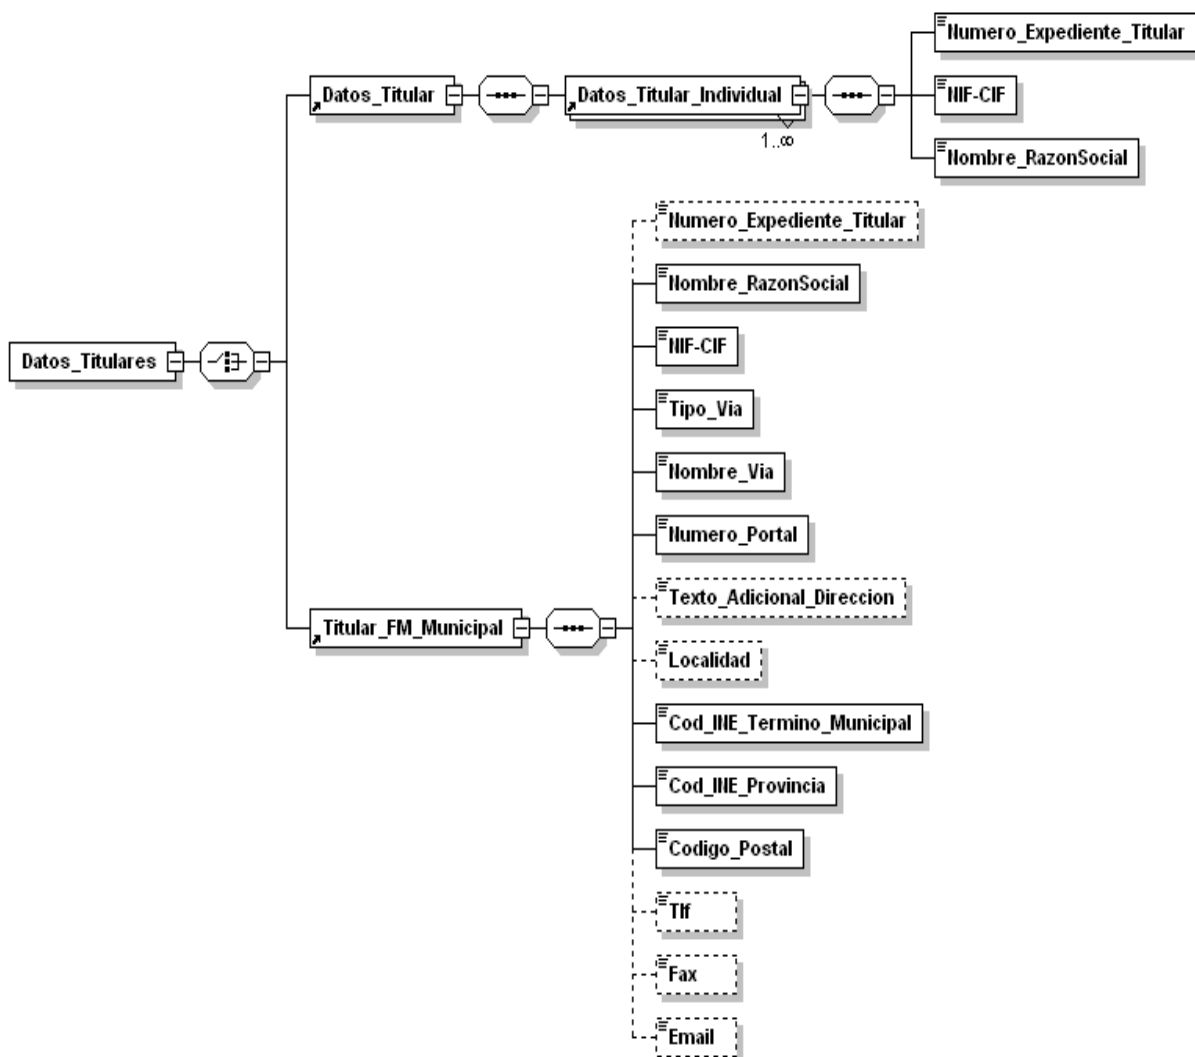 Numero_Expediente_Titular
Datos_Titular
Datos_Titular_Individual
NIF-CIF
1..∞
Nombre_RazonSocial
Numero_Expediente_Titular
Nombre_RazonSocial
NIF-CIF
Datos_Titulares
Tipo_Via
Nombre_Via
Numero_Portal
Texto_Adicional_Direccion
Titular_FM_Municipal
Localidad
Cod_INE_Termino_Municipal
Cod_INE_Provincia
Codigo_Postal
Tlf
Fax
Email